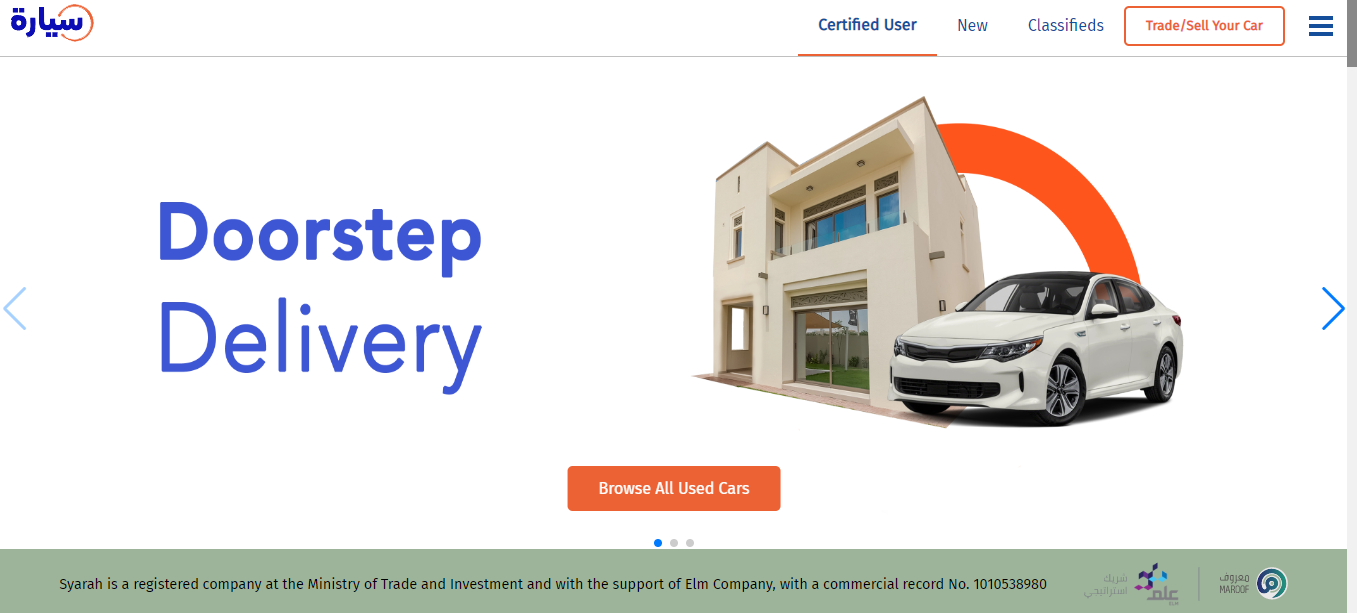 سيارة
Certified User
New
Classifieds
Trade/Sell Your Car
Doorstep
Delivery
Browse All Used Cars
Syarah is a registered company at the Ministry of Trade and Investment and with the support of Elm Company, with a commercial record No. 1010538980
شريك
استراتيجي
علم
معروف
MAROOF